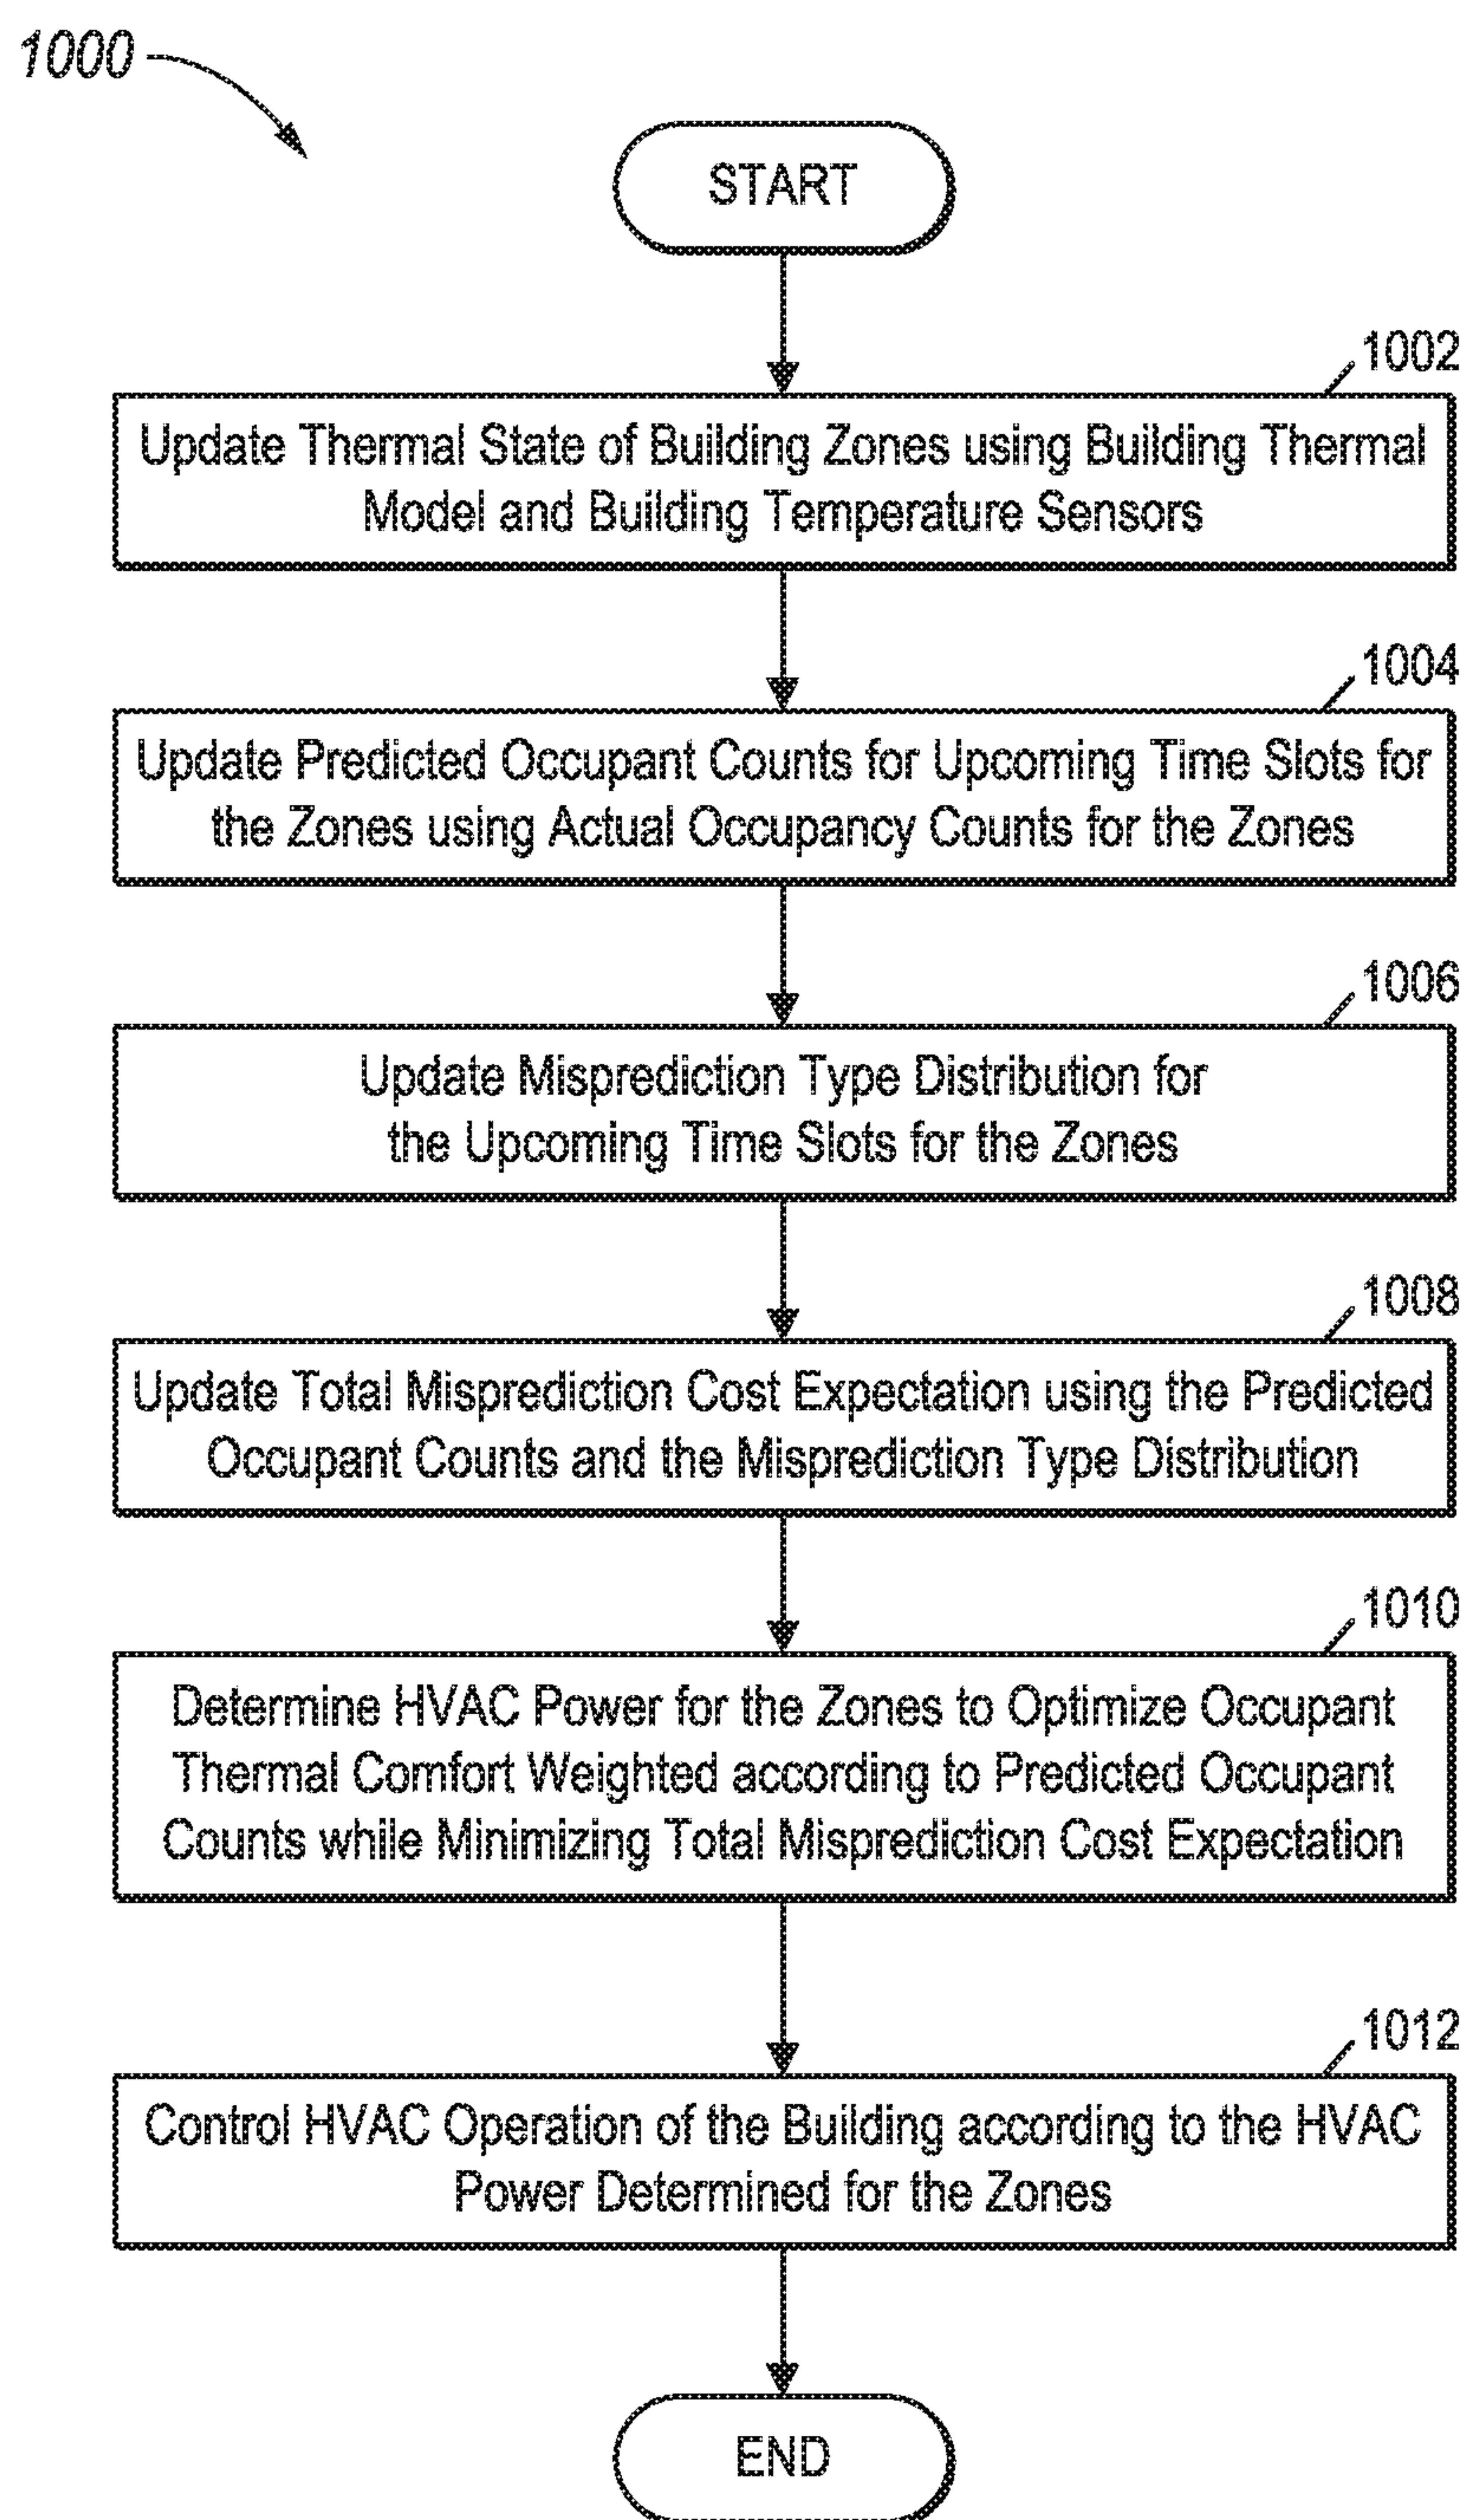 1000
START
1002
Update Thermal State of Building Zones using Building Thermal
Model and Building Temperature Sensors
1004
Update Predicted Occupant Counts for Upcoming Time Slots for
the Zones using Actual Occupancy Counts for the Zones
1006
Update Misprediction Type Distribution for
the Upcoming Time Slots for the Zones
1008
Update Total Misprediction Cost Expectation using the Predicted
Occupant Counts and the Misprediction Type Distribution
1010
Determine HVAC Power for the Zones to Optimize Occupant
Thermal Comfort Weighted according to Predicted Occupant
Counts while Minimizing Total Misprediction Cost Expectation
1012
Control HVAC Operation of the Building according to the HVAC
Power Determined for the Zones
END